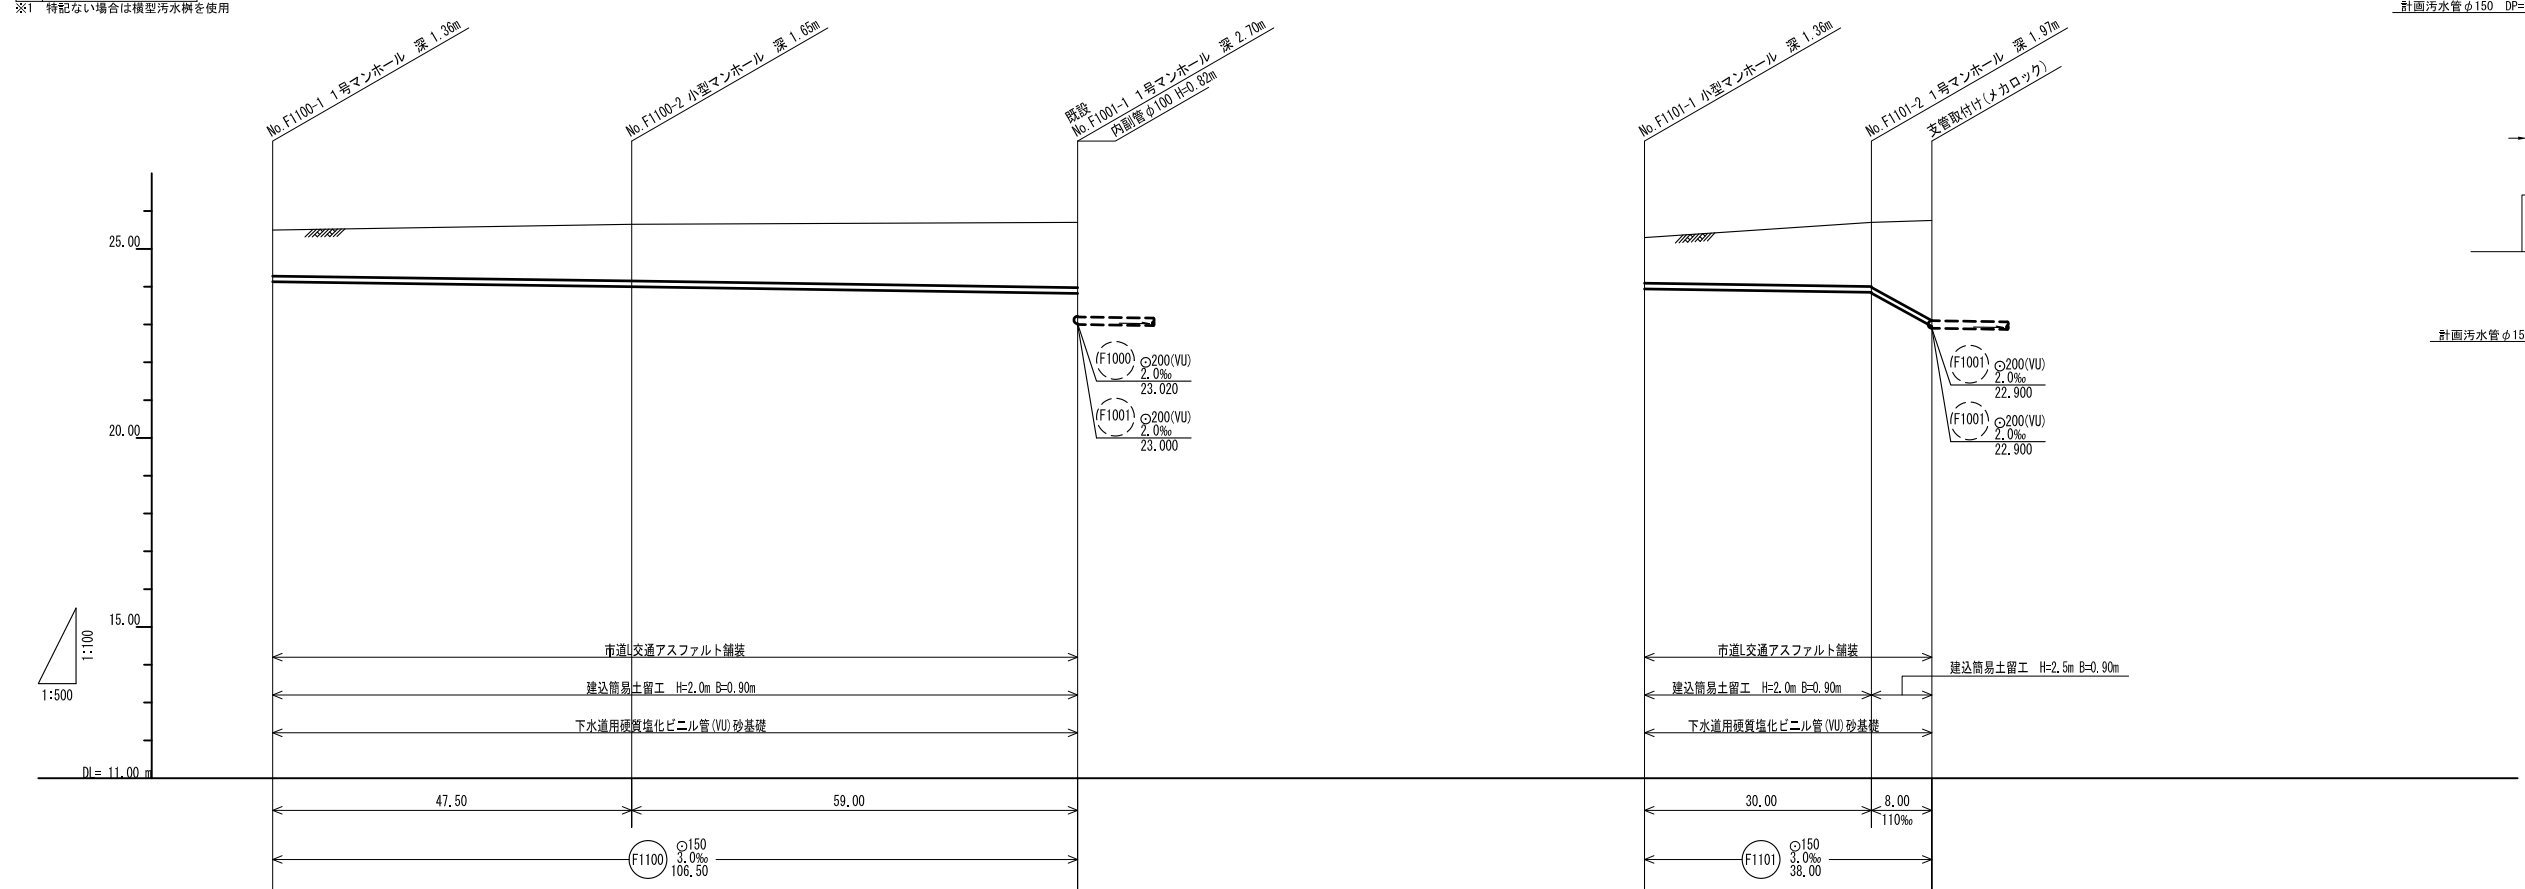 ※1 特記ない場合は横型汚水桝を使用
計画汚水管φ150 DP=
No.F1100-1 1号マンホール 深 1.36m
No.F1100-2 小型マンホール 深 1.65m
既設
No.F1001-1 1号マンホール 深 2.70m
内副管φ100 H=0.82m
No.F1101-1 小型マンホール 深 1.36m
No.F1101-2 1号マンホール 深 1.97m
支管取付け(メカロック)
25.00
20.00
15.00
DL= 11.00 m
1:100
1:500
F1000 ⊙200(VU)
2.0‰
23.020
F1001 ⊙200(VU)
2.0‰
23.000
F1001 ⊙200(VU)
2.0‰
22.900
F1001 ⊙200(VU)
2.0‰
22.900
計画汚水管φ15
市道L交通アスファルト舗装
建込簡易土留工 H=2.0m B=0.90m
下水道用硬質塩化ビニル管(VU)砂基礎
市道L交通アスファルト舗装
建込簡易土留工 H=2.5m B=0.90m
建込簡易土留工 H=2.0m B=0.90m
下水道用硬質塩化ビニル管(VU)砂基礎
47.50
59.00
30.00
8.00
110‰
F1100 ⊙150
3.0‰
106.50
F1101 ⊙150
3.0‰
38.00